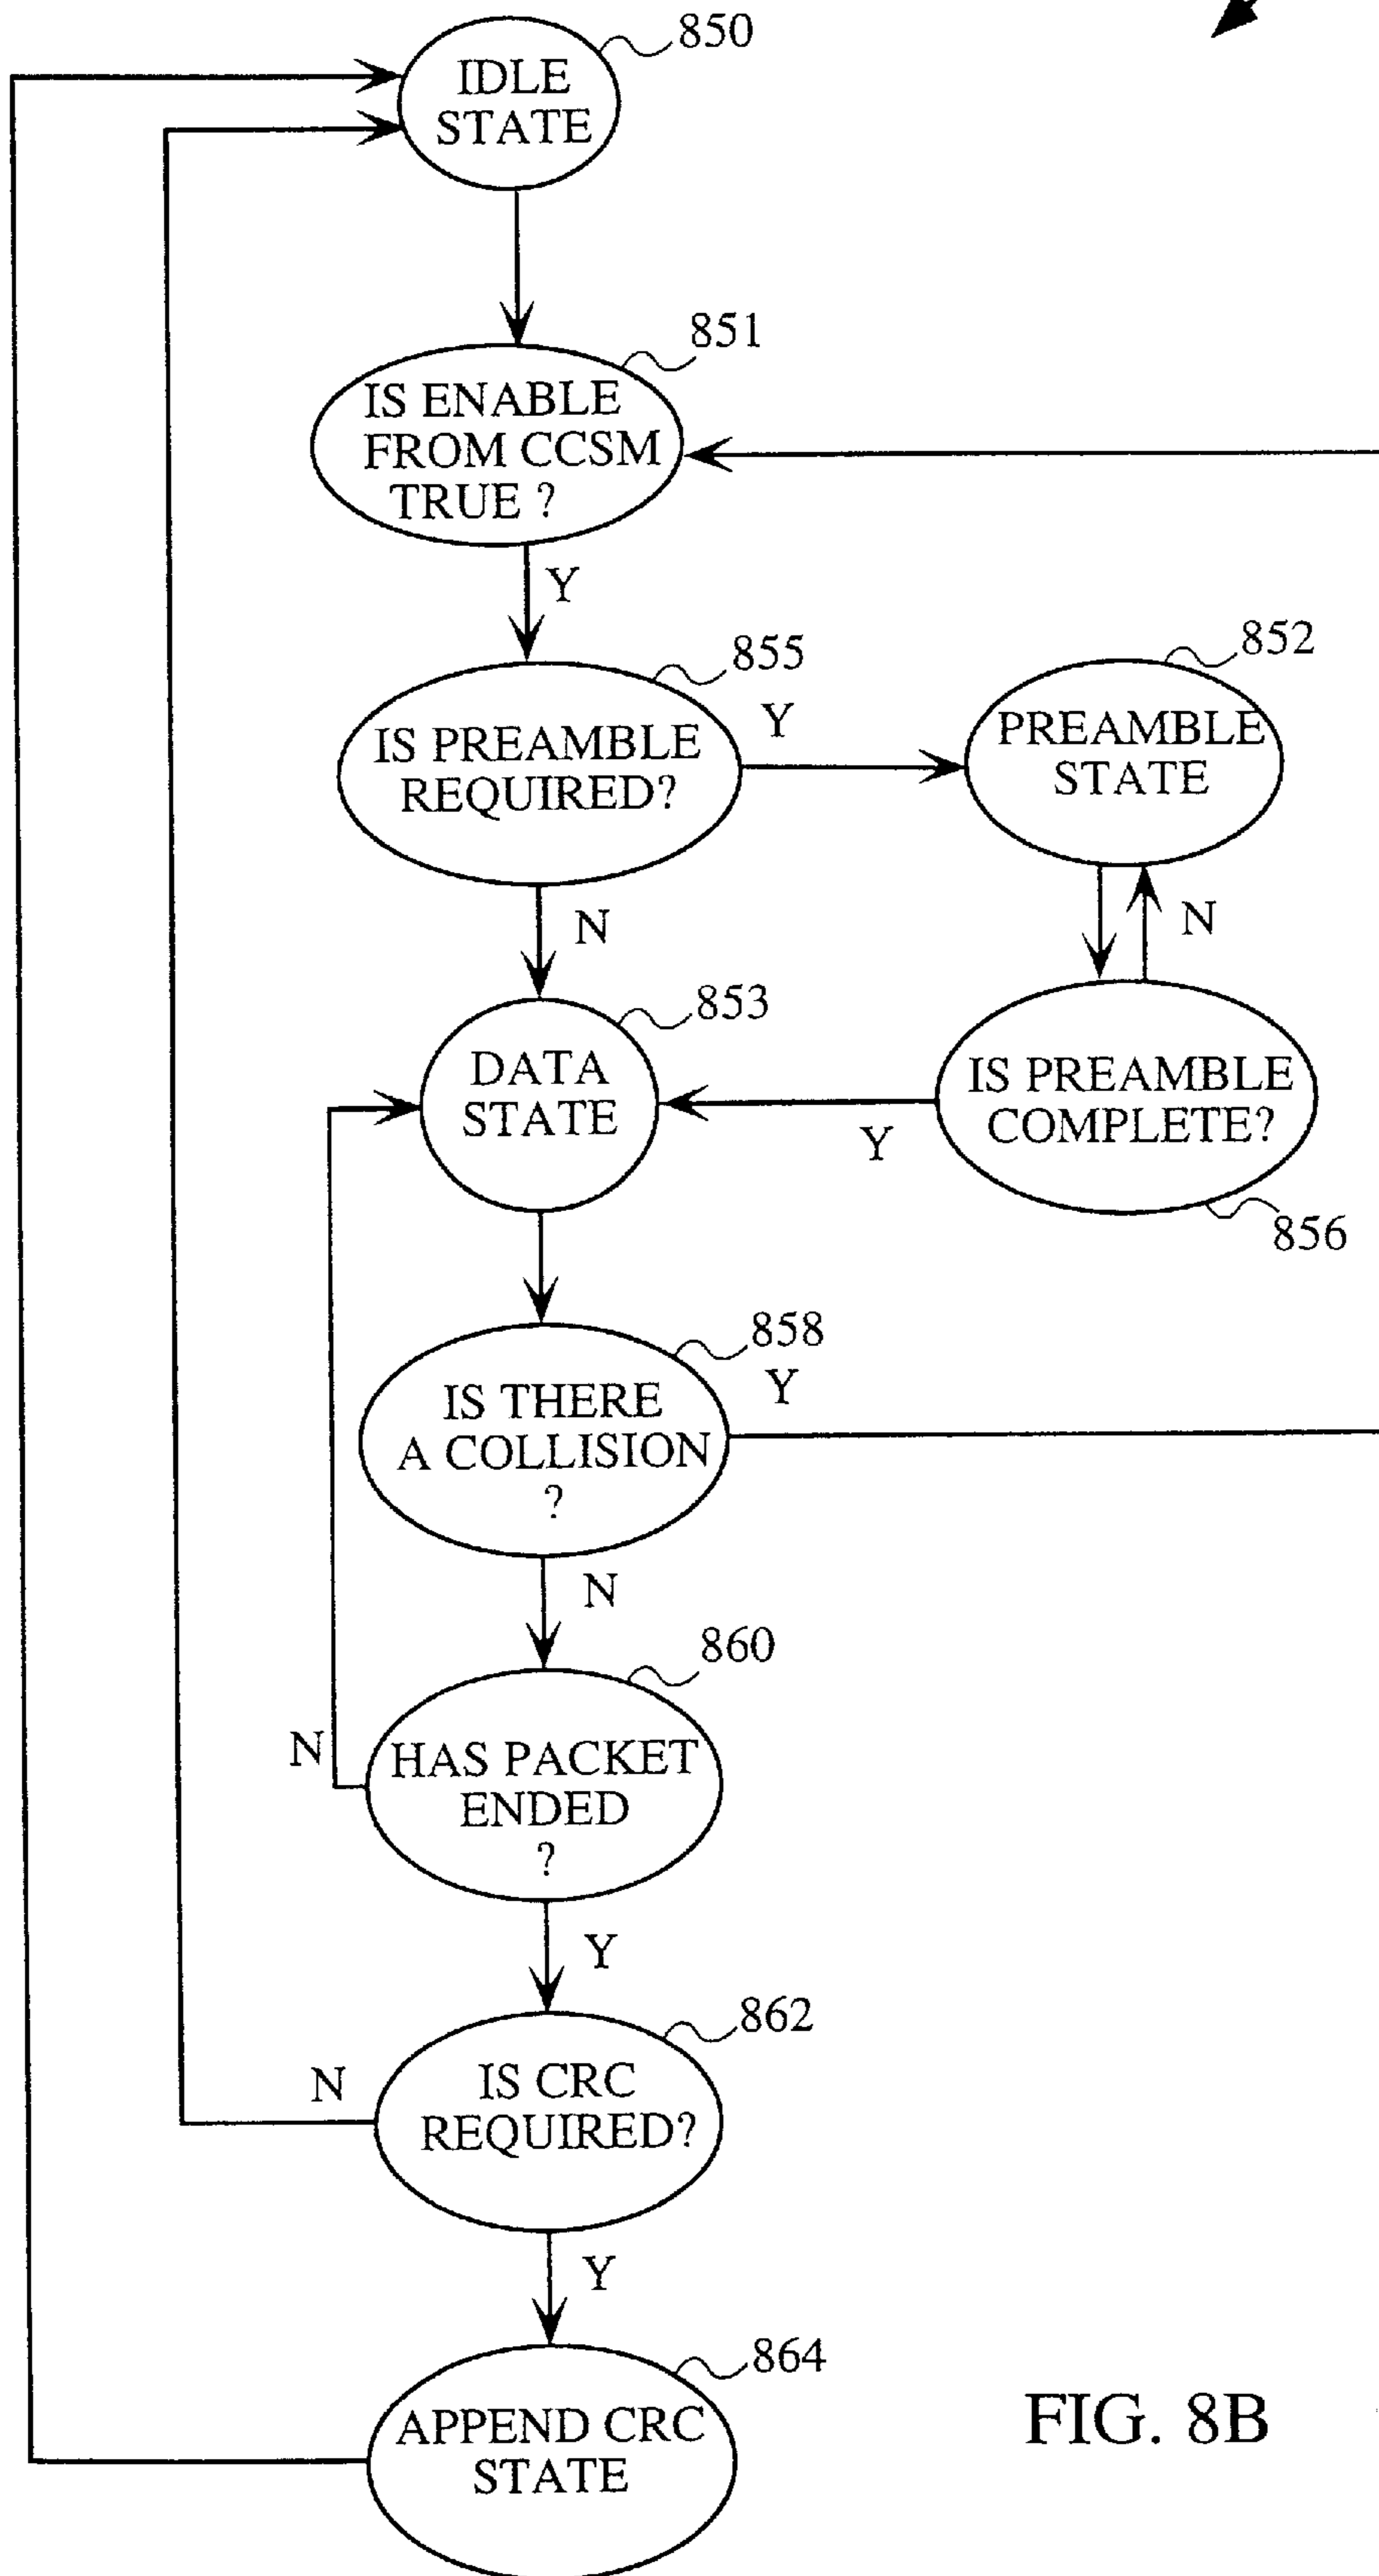 850
IDLE
STATE
851
IS ENABLE
FROM CCSM
TRUE ?
Y
855
IS PREAMBLE
REQUIRED?
Y
852
PREAMBLE
STATE
N
N
853
DATA
STATE
IS PREAMBLE
COMPLETE?
Y
856
858
IS THERE
A COLLISION
?
Y
N
860
HAS PACKET
ENDED
?
N
Y
862
IS CRC
REQUIRED?
N
Y
864
APPEND CRC
STATE
FIG. 8B